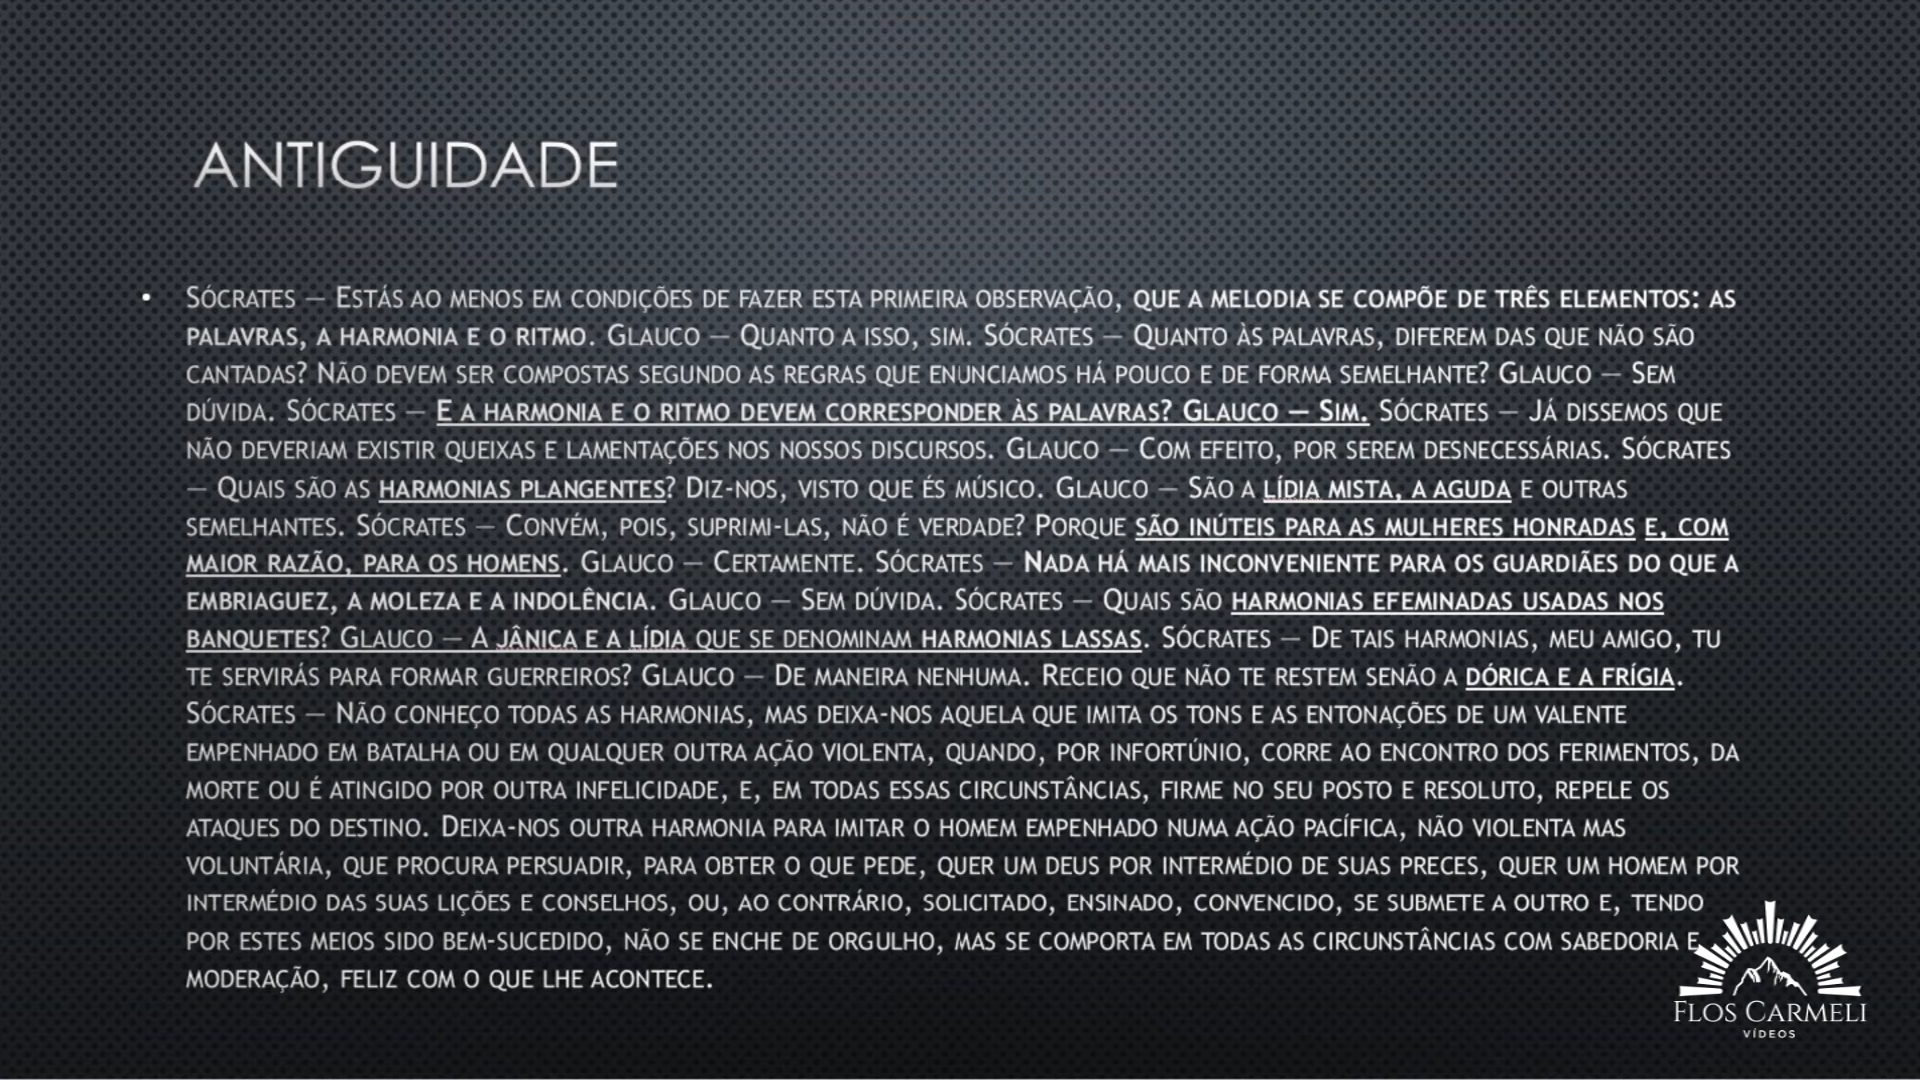 ANTIGUIDADE
• Sócrates — Estás ao menos em condições de fazer esta primeira observação, que a melodia se compõe de três elementos: as
palavras, a harmonia e o ritmo. Glauco — Quanto a isso, sim. Sócrates — Quanto às palavras, diferem das que não são
cantadas? Não devem ser compostas segundo as regras que enunciamos há pouco e de forma semelhante? Glauco — Sem
dúvida. Sócrates — E a harmonia e o ritmo devem corresponder às palavras? Glauco — Sim. Sócrates — Já dissemos que
não deveriam existir queixas e lamentações nos nossos discursos. Glauco — Com efeito, por serem desnecessárias. Sócrates
— Quais são as harmonias plangentes? Diz-nos, visto que és músico. Glauco — São a lídia mista, a aguda e outras
semelhantes. Sócrates — Convém, pois, suprimi-las, não é verdade? Porque são inúteis para as mulheres honradas e, com
maior razão, para os homens. Glauco — Certamente. Sócrates — Nada há mais inconveniente para os guardiães do que a
embriaguez, a moleza e a indolência. Glauco — Sem dúvida. Sócrates — Quais são harmonias efeminadas usadas nos
banquetes? Glauco — A jânica e a lídia que se denominam harmonias lassas. Sócrates — De tais harmonias, meu amigo, tu
te servirás para formar guerreiros? Glauco — De maneira nenhuma. Receio que não te restem senão a dórica e a frígia.
Sócrates — Não conheço todas as harmonias, mas deixa-nos aquela que imita os tons e as entonações de um valente
empenhado em batalha ou em qualquer outra ação violenta, quando, por infortúnio, corre ao encontro dos ferimentos, da
morte ou é atingido por outra infelicidade, e, em todas essas circunstâncias, firme no seu posto e resoluto, repele os
ataques do destino. Deixa-nos outra harmonia para imitar o homem empenhado numa ação pacífica, não violenta mas
voluntária, que procura persuadir, para obter o que pede, quer um deus por intermédio de suas preces, quer um homem por
intermédio das suas lições e conselhos, ou, ao contrário, solicitado, ensinado, convencido, se submete a outro e, tendo
por estes meios sido bem-sucedido, não se enche de orgulho, mas se comporta em todas as circunstâncias com sabedoria e
moderação, feliz com o que lhe acontece.
Flos Carmeli
VÍDEOS